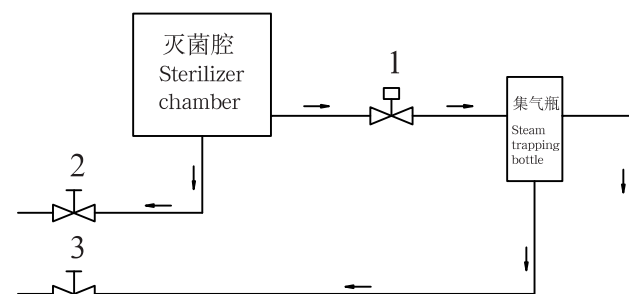 灭菌腔
Sterilizer
chamber
1
集气瓶
Steam
trapping
bottle
2
3